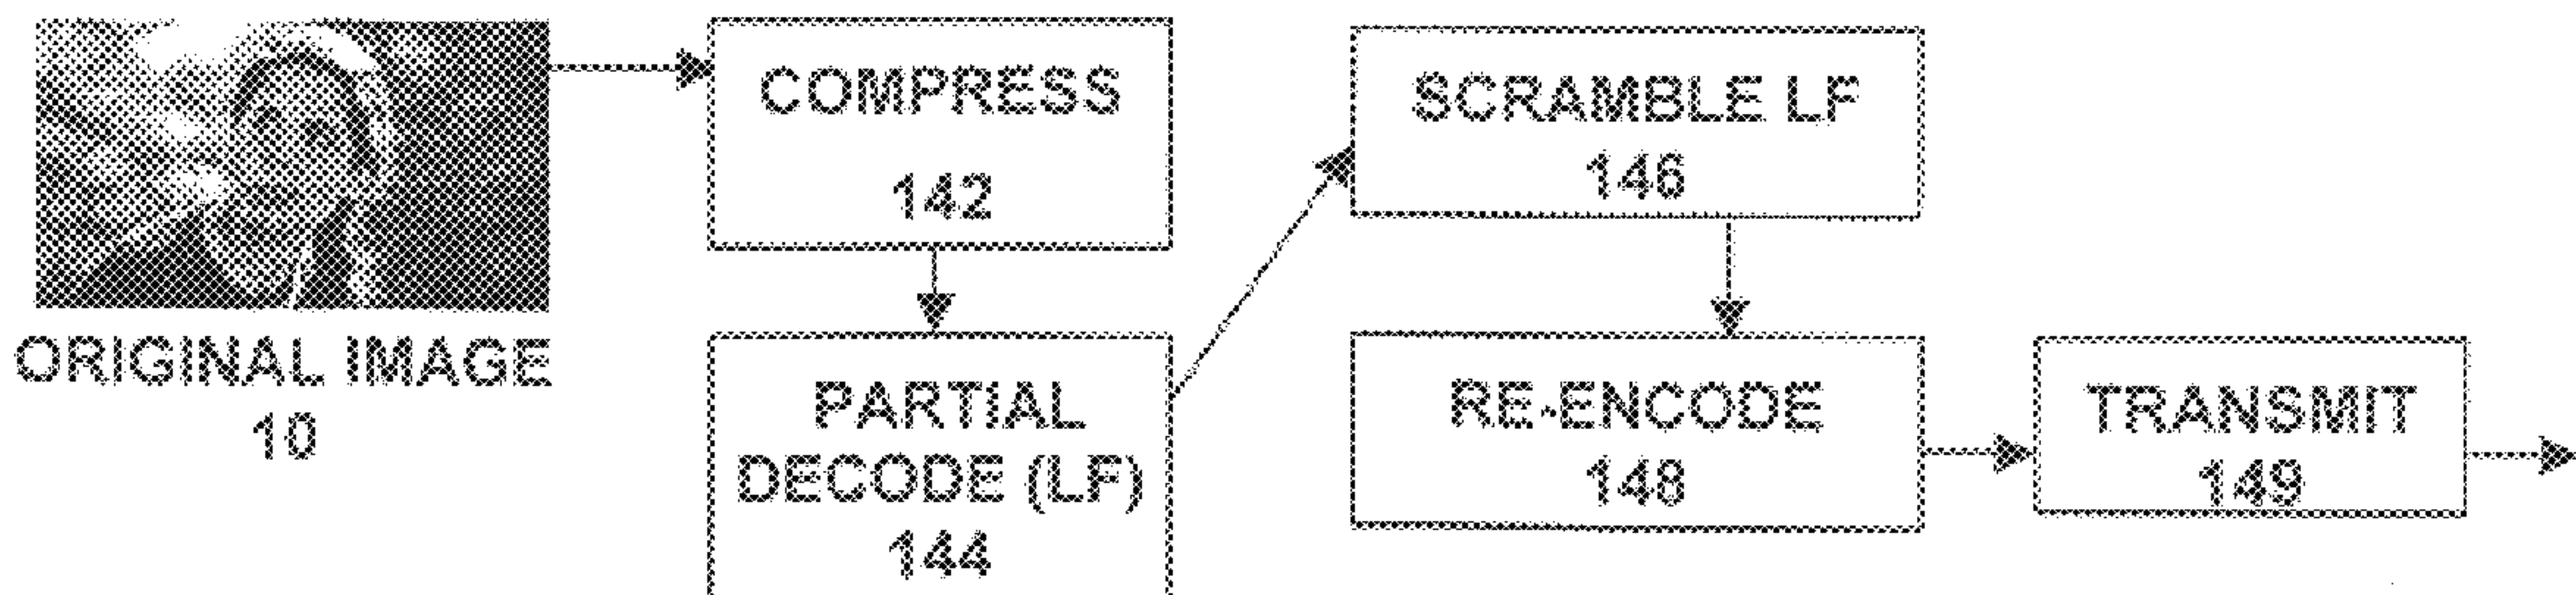 ORIGINAL IMAGE
10
COMPRESS
142
PARTIAL
DECODE (LF)
144
SCRAMBLE LF
146
RE-ENCODE
148
TRANSMIT
149